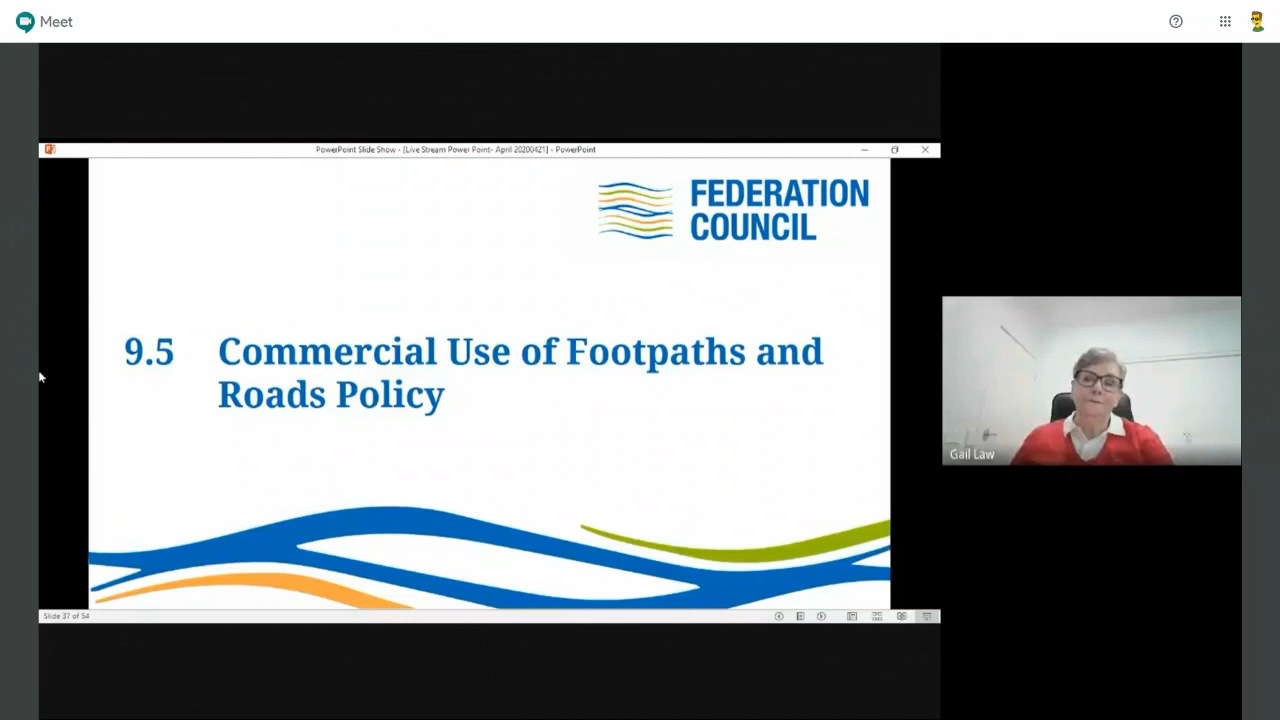 Meet
PowerPoint Slide Show - [Live Stream Power Point- April 20200421] - PowerPoint
FEDERATION
COUNCIL
9.5 Commercial Use of Footpaths and
Roads Policy
Gail Law
Slide 37 of 54